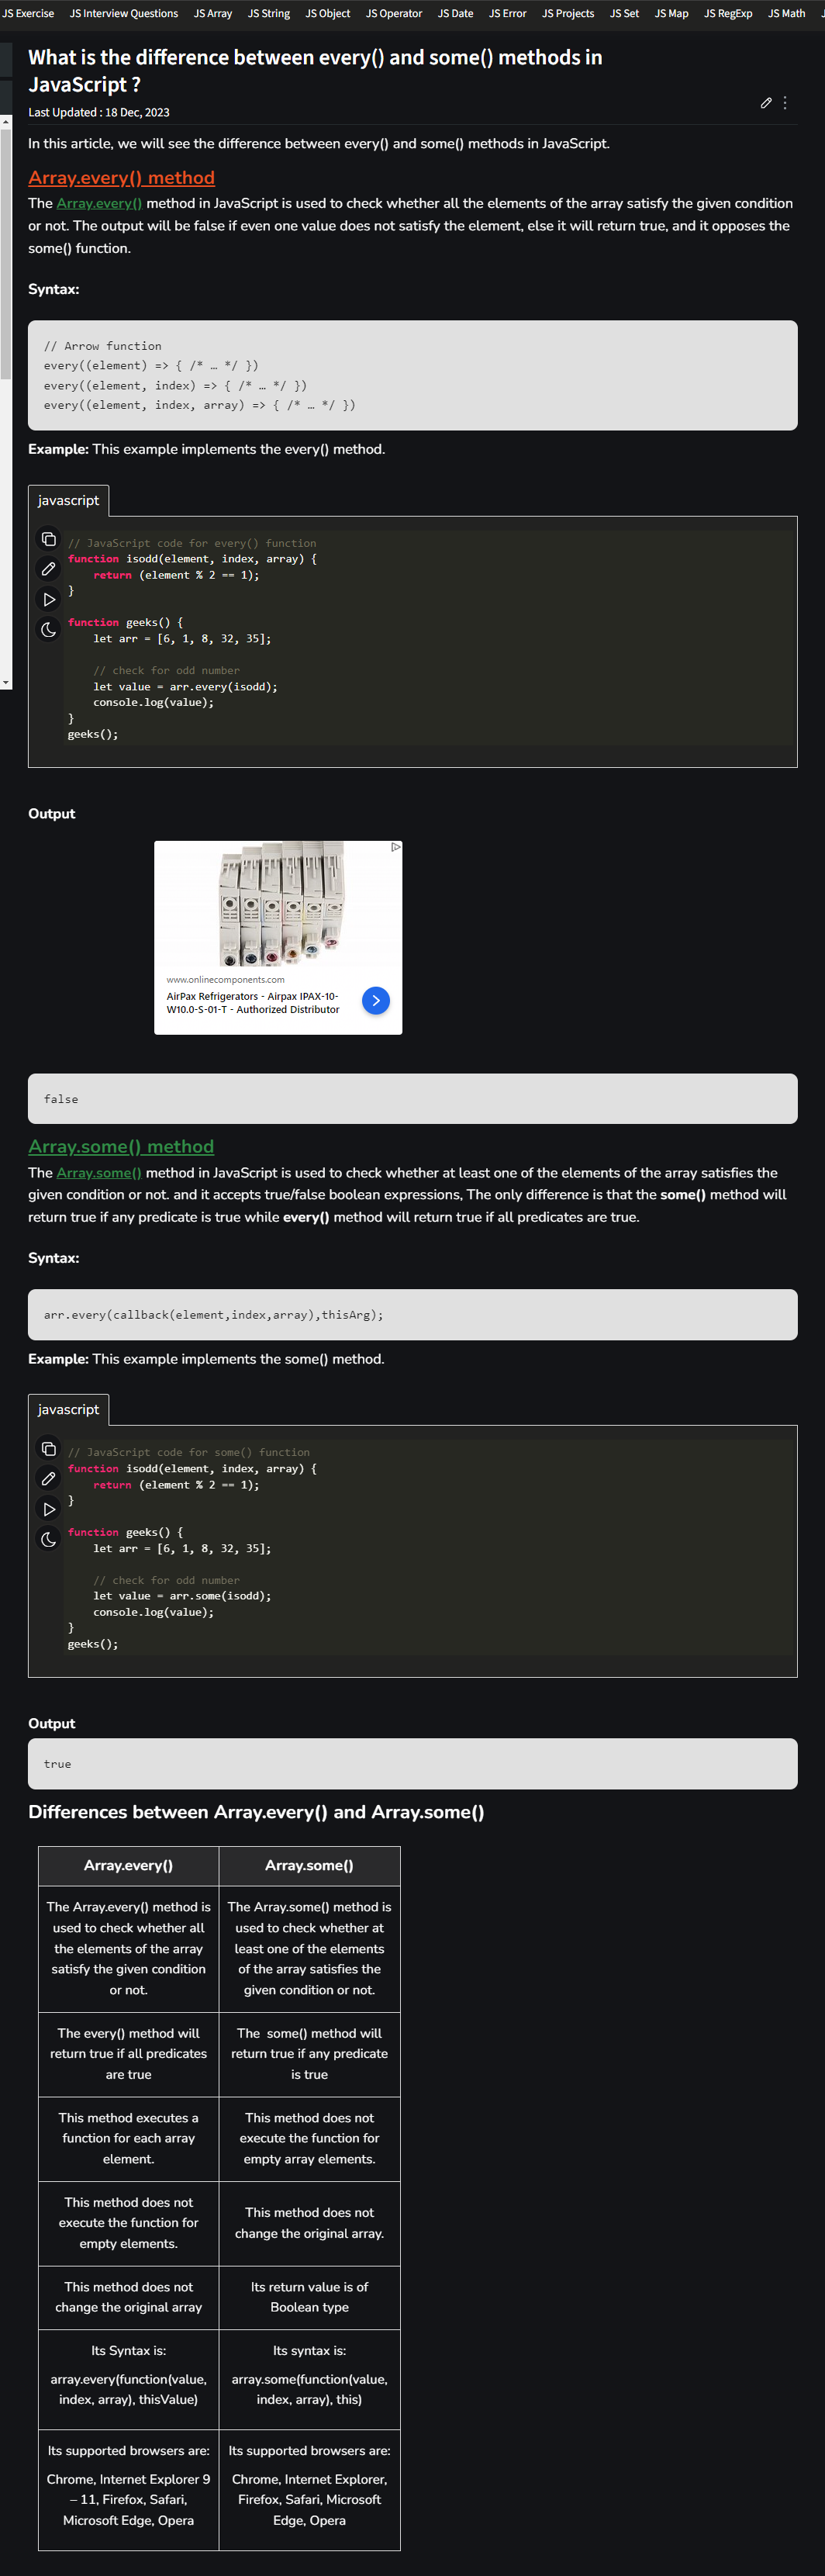 JS Exercise JS Interview Questions JS Array JS String JS Object JS Operator JS Date JS Error JS Projects JS Set JS Map JS RegExp JS Math
What is the difference between every() and some() methods in
JavaScript ?
Last Updated : 18 Dec, 2023
In this article, we will see the difference between every() and some() methods in JavaScript.
Array.every() method
The Array.every() method in JavaScript is used to check whether all the elements of the array satisfy the given condition
or not. The output will be false if even one value does not satisfy the element, else it will return true, and it opposes the
some() function.
Syntax:
// Arrow function
every((element) => { /* … */ })
every((element, index) => { /* … */ })
every((element, index, array) => { /* … */ })
Example: This example implements the every() method.
javascript
// JavaScript code for every() function
function isodd(element, index, array) {
    return (element % 2 == 1);
}
function geeks() {
    let arr = [6, 1, 8, 32, 35];
    // check for odd number
    let value = arr.every(isodd);
    console.log(value);
}
geeks();
Output
www.onlinecomponents.com
AirPax Refrigerators - Airpax IPAX-10-
W10.0-S-01-T - Authorized Distributor
false
Array.some() method
The Array.some() method in JavaScript is used to check whether at least one of the elements of the array satisfies the
given condition or not. and it accepts true/false boolean expressions, The only difference is that the some() method will
return true if any predicate is true while every() method will return true if all predicates are true.
Syntax:
arr.every(callback(element,index,array),thisArg);
Example: This example implements the some() method.
javascript
// JavaScript code for some() function
function isodd(element, index, array) {
    return (element % 2 == 1);
}
function geeks() {
    let arr = [6, 1, 8, 32, 35];
    // check for odd number
    let value = arr.some(isodd);
    console.log(value);
}
geeks();
Output
true
Differences between Array.every() and Array.some()
Array.every()
Array.some()
The Array.every() method is
used to check whether all
the elements of the array
satisfy the given condition
or not.
The Array.some() method is
used to check whether at
least one of the elements
of the array satisfies the
given condition or not.
The every() method will
return true if all predicates
are true
The  some() method will
return true if any predicate
is true
This method executes a
function for each array
element.
This method does not
execute the function for
empty array elements.
This method does not
execute the function for
empty elements.
This method does not
change the original array.
This method does not
change the original array
Its return value is of
Boolean type
Its Syntax is:
array.every(function(value,
index, array), thisValue)
Its syntax is:
array.some(function(value,
index, array), this)
Its supported browsers are:
Chrome, Internet Explorer 9
– 11, Firefox, Safari,
Microsoft Edge, Opera
Its supported browsers are:
Chrome, Internet Explorer,
Firefox, Safari, Microsoft
Edge, Opera